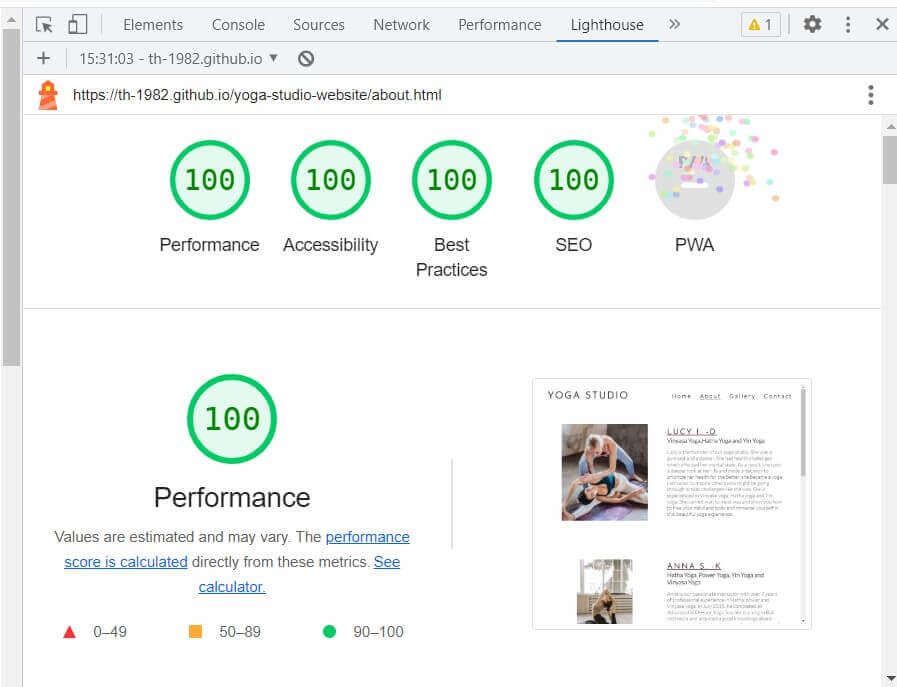 Elements Console Sources Network Performance Lighthouse » 1
15:31:03 - th-1982.github.io
https://th-1982.github.io/yoga-studio-website/about.html
100 100 100 100 PWA
Performance Accessibility Best Practices SEO PWA
100
Performance
Values are estimated and may vary. The performance
score is calculated directly from these metrics. See
calculator.
0–49 50–89 90–100
YOGA STUDIO Home About Gallery Contact
LUCY I. -D
Vinyasa Yoga,Hatha Yoga and Yin Yoga
ANNA S. -K
Hatha Yoga, Power Yoga, Yin Yoga and
Vinyasa Yoga